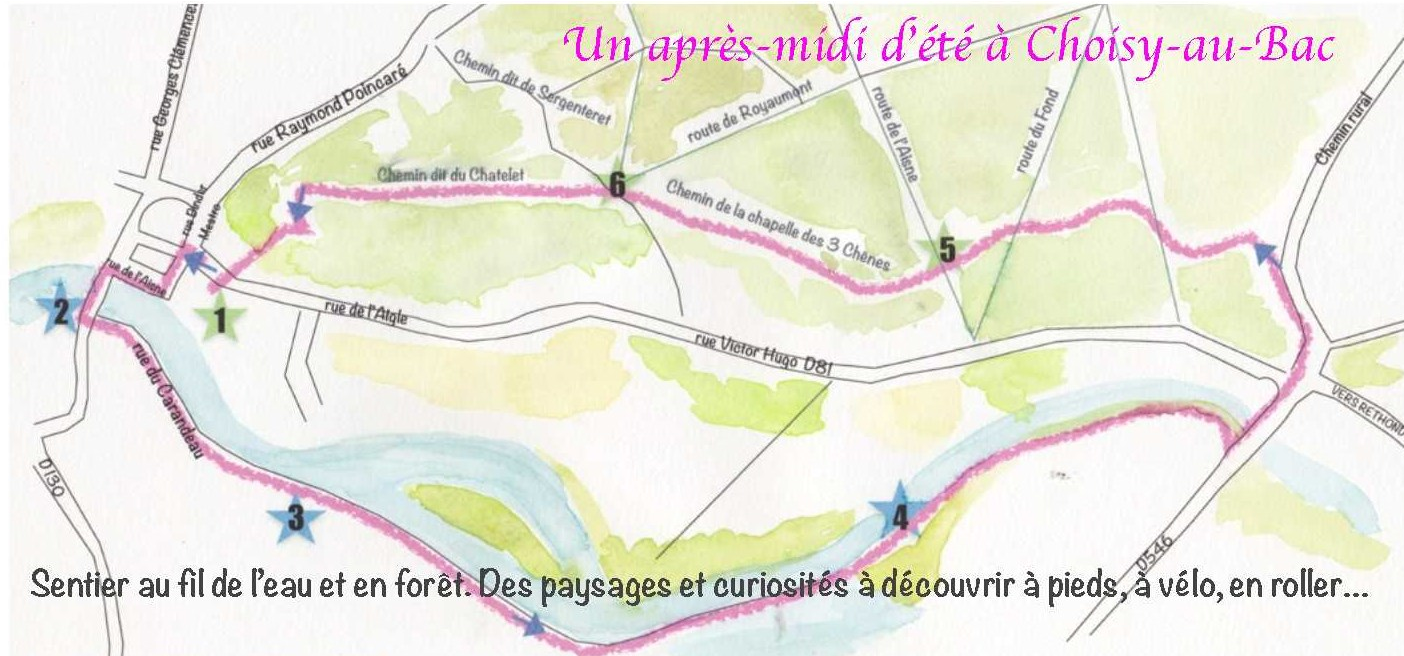 Un après-midi d'été à Choisy-au-Bac
rue Georges Clémence
rue Raymond Poincaré
Chemin dit de Sergenteret
route de Royaumont
route de l'Aisne
route du Fond
Chemin rural
Chemin dit du Chatelet
6
Chemin de la chapelle des 3 Chênes
5
Mestre
rue de l'Aisne
2
1
rue de l'Aigle
rue Victor Hugo D81
rue du Carandeau
VERS RETHOND
D130
3
4
D546
Sentier au fil de l'eau et en forêt. Des paysages et curiosités à découvrir à pieds, à vélo, en roller...